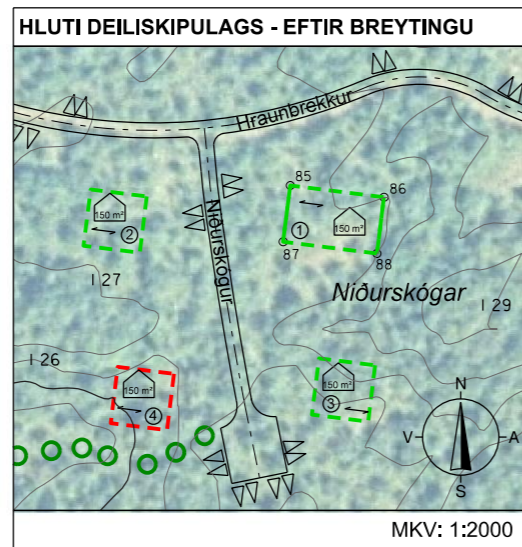 HLUTI DEILISKIPULAGS - EFTIR BREYTINGU
Hraunbrekkur
85
86
150 m²
Niðurskógur
150 m²
2
1
87
88
I 27
Niðurskógar
I 29
I 26
150 m²
4
150 m²
3
N
V
A
S
MKV: 1:2000